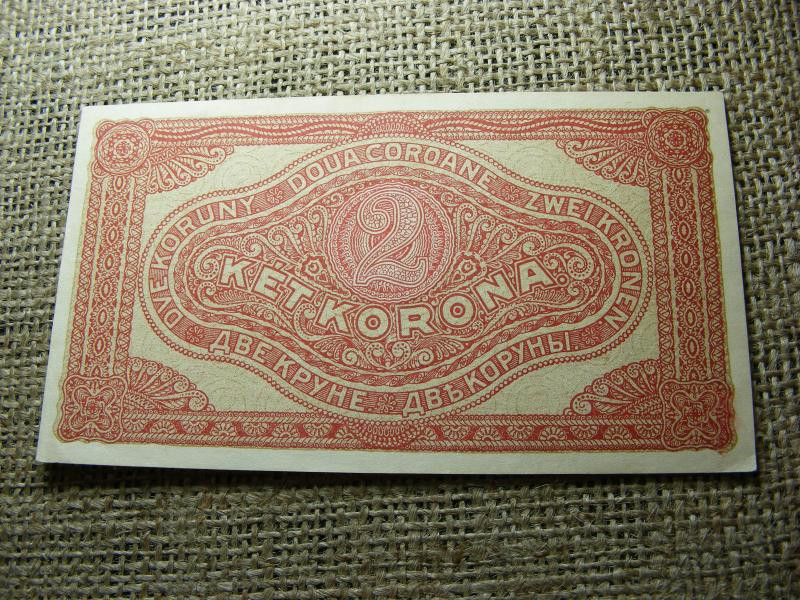 DVE KORUNY
DOUA COROANE
ZWEI KRONEN
2
KÉT KORONA
ДВЕ КРУНЕ
ДВѢ КОРУНЫ